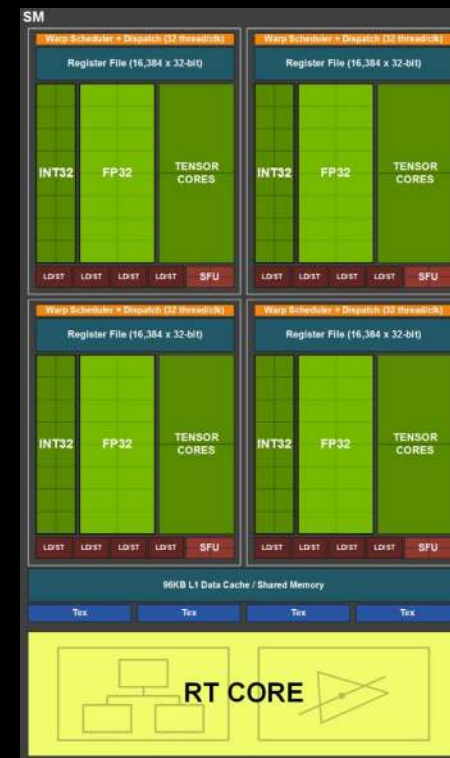 SM
Warp Scheduler + Dispatch (32 thread/clk) Warp Scheduler + Dispatch (32 thread/clk)
Register File (16,384 x 32-bit) Register File (16,384 x 32-bit)
INT32 FP32 TENSOR CORES INT32 FP32 TENSOR CORES
LD/ST LD/ST LD/ST LD/ST SFU LD/ST LD/ST LD/ST LD/ST SFU
Warp Scheduler + Dispatch (32 thread/clk) Warp Scheduler + Dispatch (32 thread/clk)
Register File (16,384 x 32-bit) Register File (16,384 x 32-bit)
INT32 FP32 TENSOR CORES INT32 FP32 TENSOR CORES
LD/ST LD/ST LD/ST LD/ST SFU LD/ST LD/ST LD/ST LD/ST SFU
96KB L1 Data Cache / Shared Memory
Tex Tex Tex Tex
RT CORE